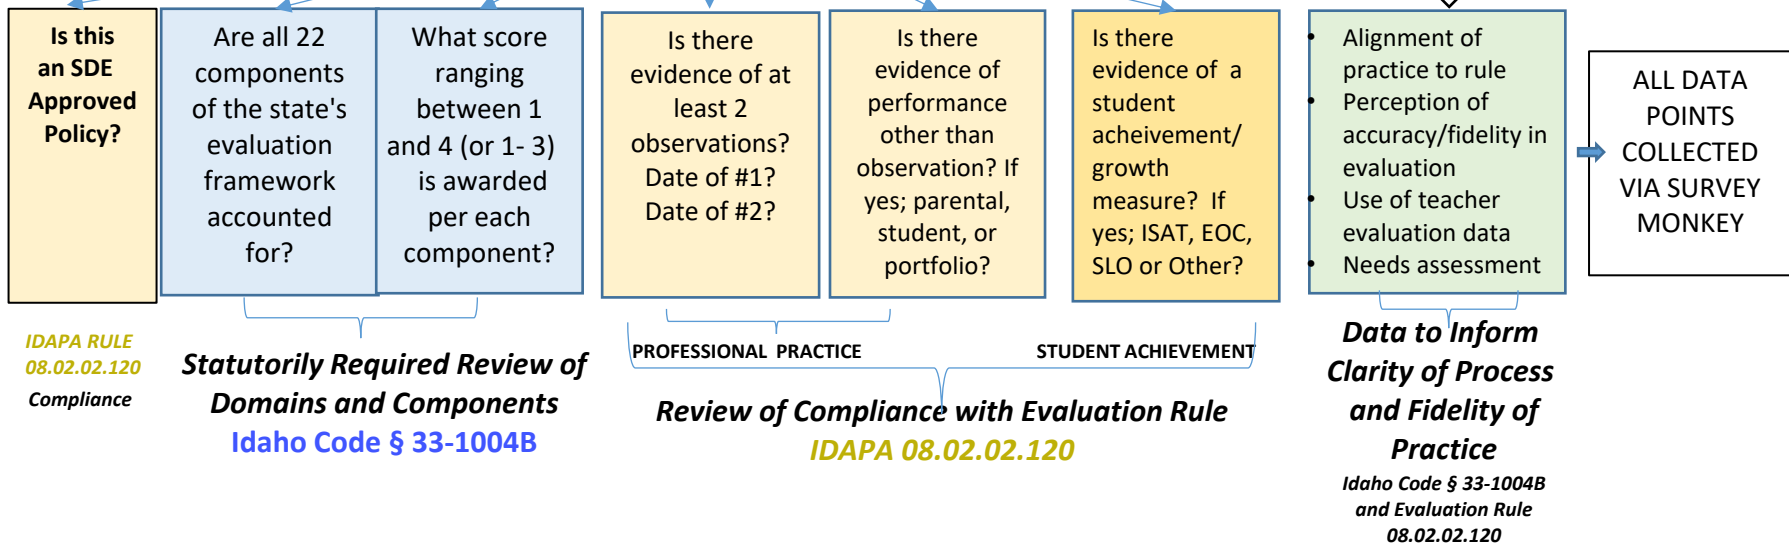 Is this
an SDE
Approved
Policy?
Are all 22
components
of the state's
evaluation
framework
accounted
for?
What score
ranging
between 1
and 4 (or 1- 3)
is awarded
per each
component?
Is there
evidence of at
least 2
observations?
Date of #1?
Date of #2?
Is there
evidence of
performance
other than
observation? If
yes; parental,
student, or
portfolio?
Is there
evidence of a
student
acheivement/
growth
measure? If
yes; ISAT, EOC,
SLO or Other?
• Alignment of
practice to rule
• Perception of
accuracy/fidelity in
evaluation
• Use of teacher
evaluation data
• Needs assessment
ALL DATA
POINTS
COLLECTED
VIA SURVEY
MONKEY
IDAPA RULE
08.02.02.120
Compliance
Statutorily Required Review of
Domains and Components
Idaho Code § 33-1004B
PROFESSIONAL PRACTICE
STUDENT ACHIEVEMENT
Review of Compliance with Evaluation Rule
IDAPA 08.02.02.120
Data to Inform
Clarity of Process
and Fidelity of
Practice
Idaho Code § 33-1004B
and Evaluation Rule
08.02.02.120